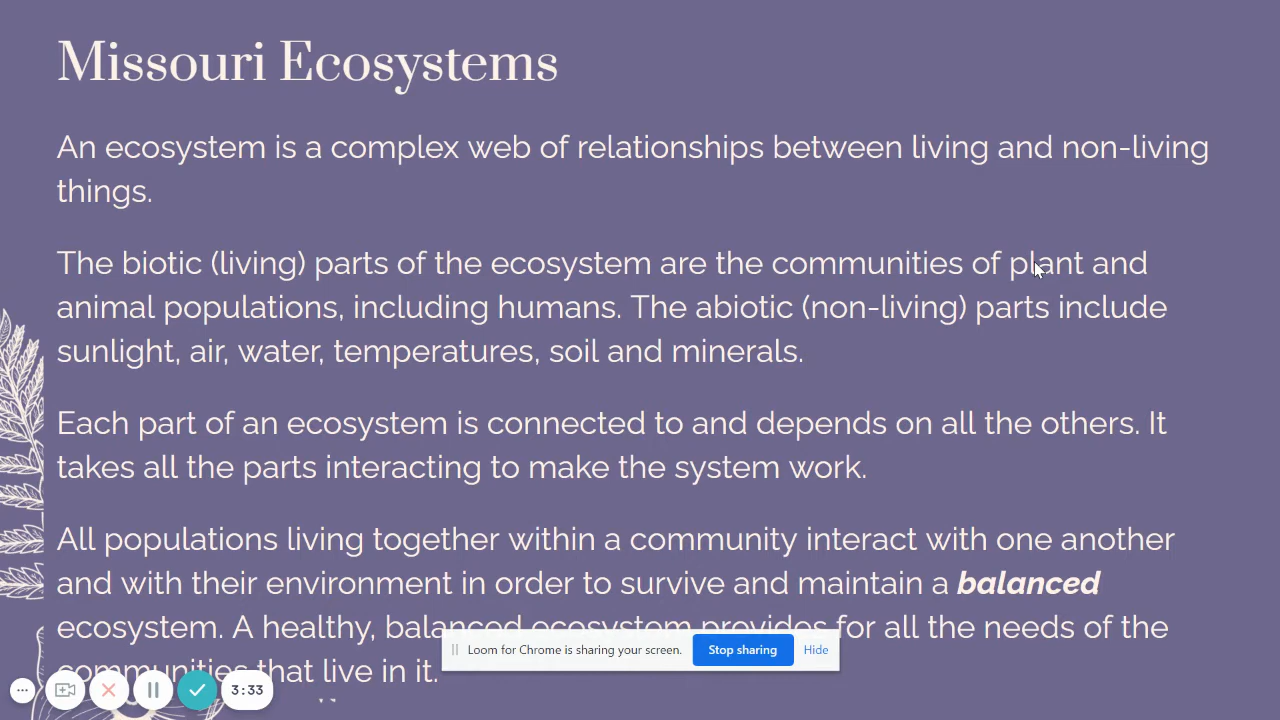 Missouri Ecosystems
An ecosystem is a complex web of relationships between living and non-living
things.
The biotic (living) parts of the ecosystem are the communities of plant and
animal populations, including humans. The abiotic (non-living) parts include
sunlight, air, water, temperatures, soil and minerals.
Each part of an ecosystem is connected to and depends on all the others. It
takes all the parts interacting to make the system work.
All populations living together within a community interact with one another
and with their environment in order to survive and maintain a balanced
ecosystem. A healthy, balanced ecosystem provides for all the needs of the
communities that live in it.
Loom for Chrome is sharing your screen. Stop sharing Hide
3:33